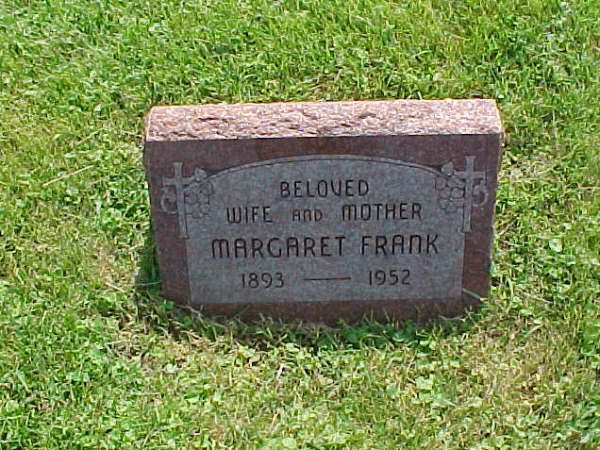 BELOVED
WIFE AND MOTHER
MARGARET FRANK
1893 — 1952